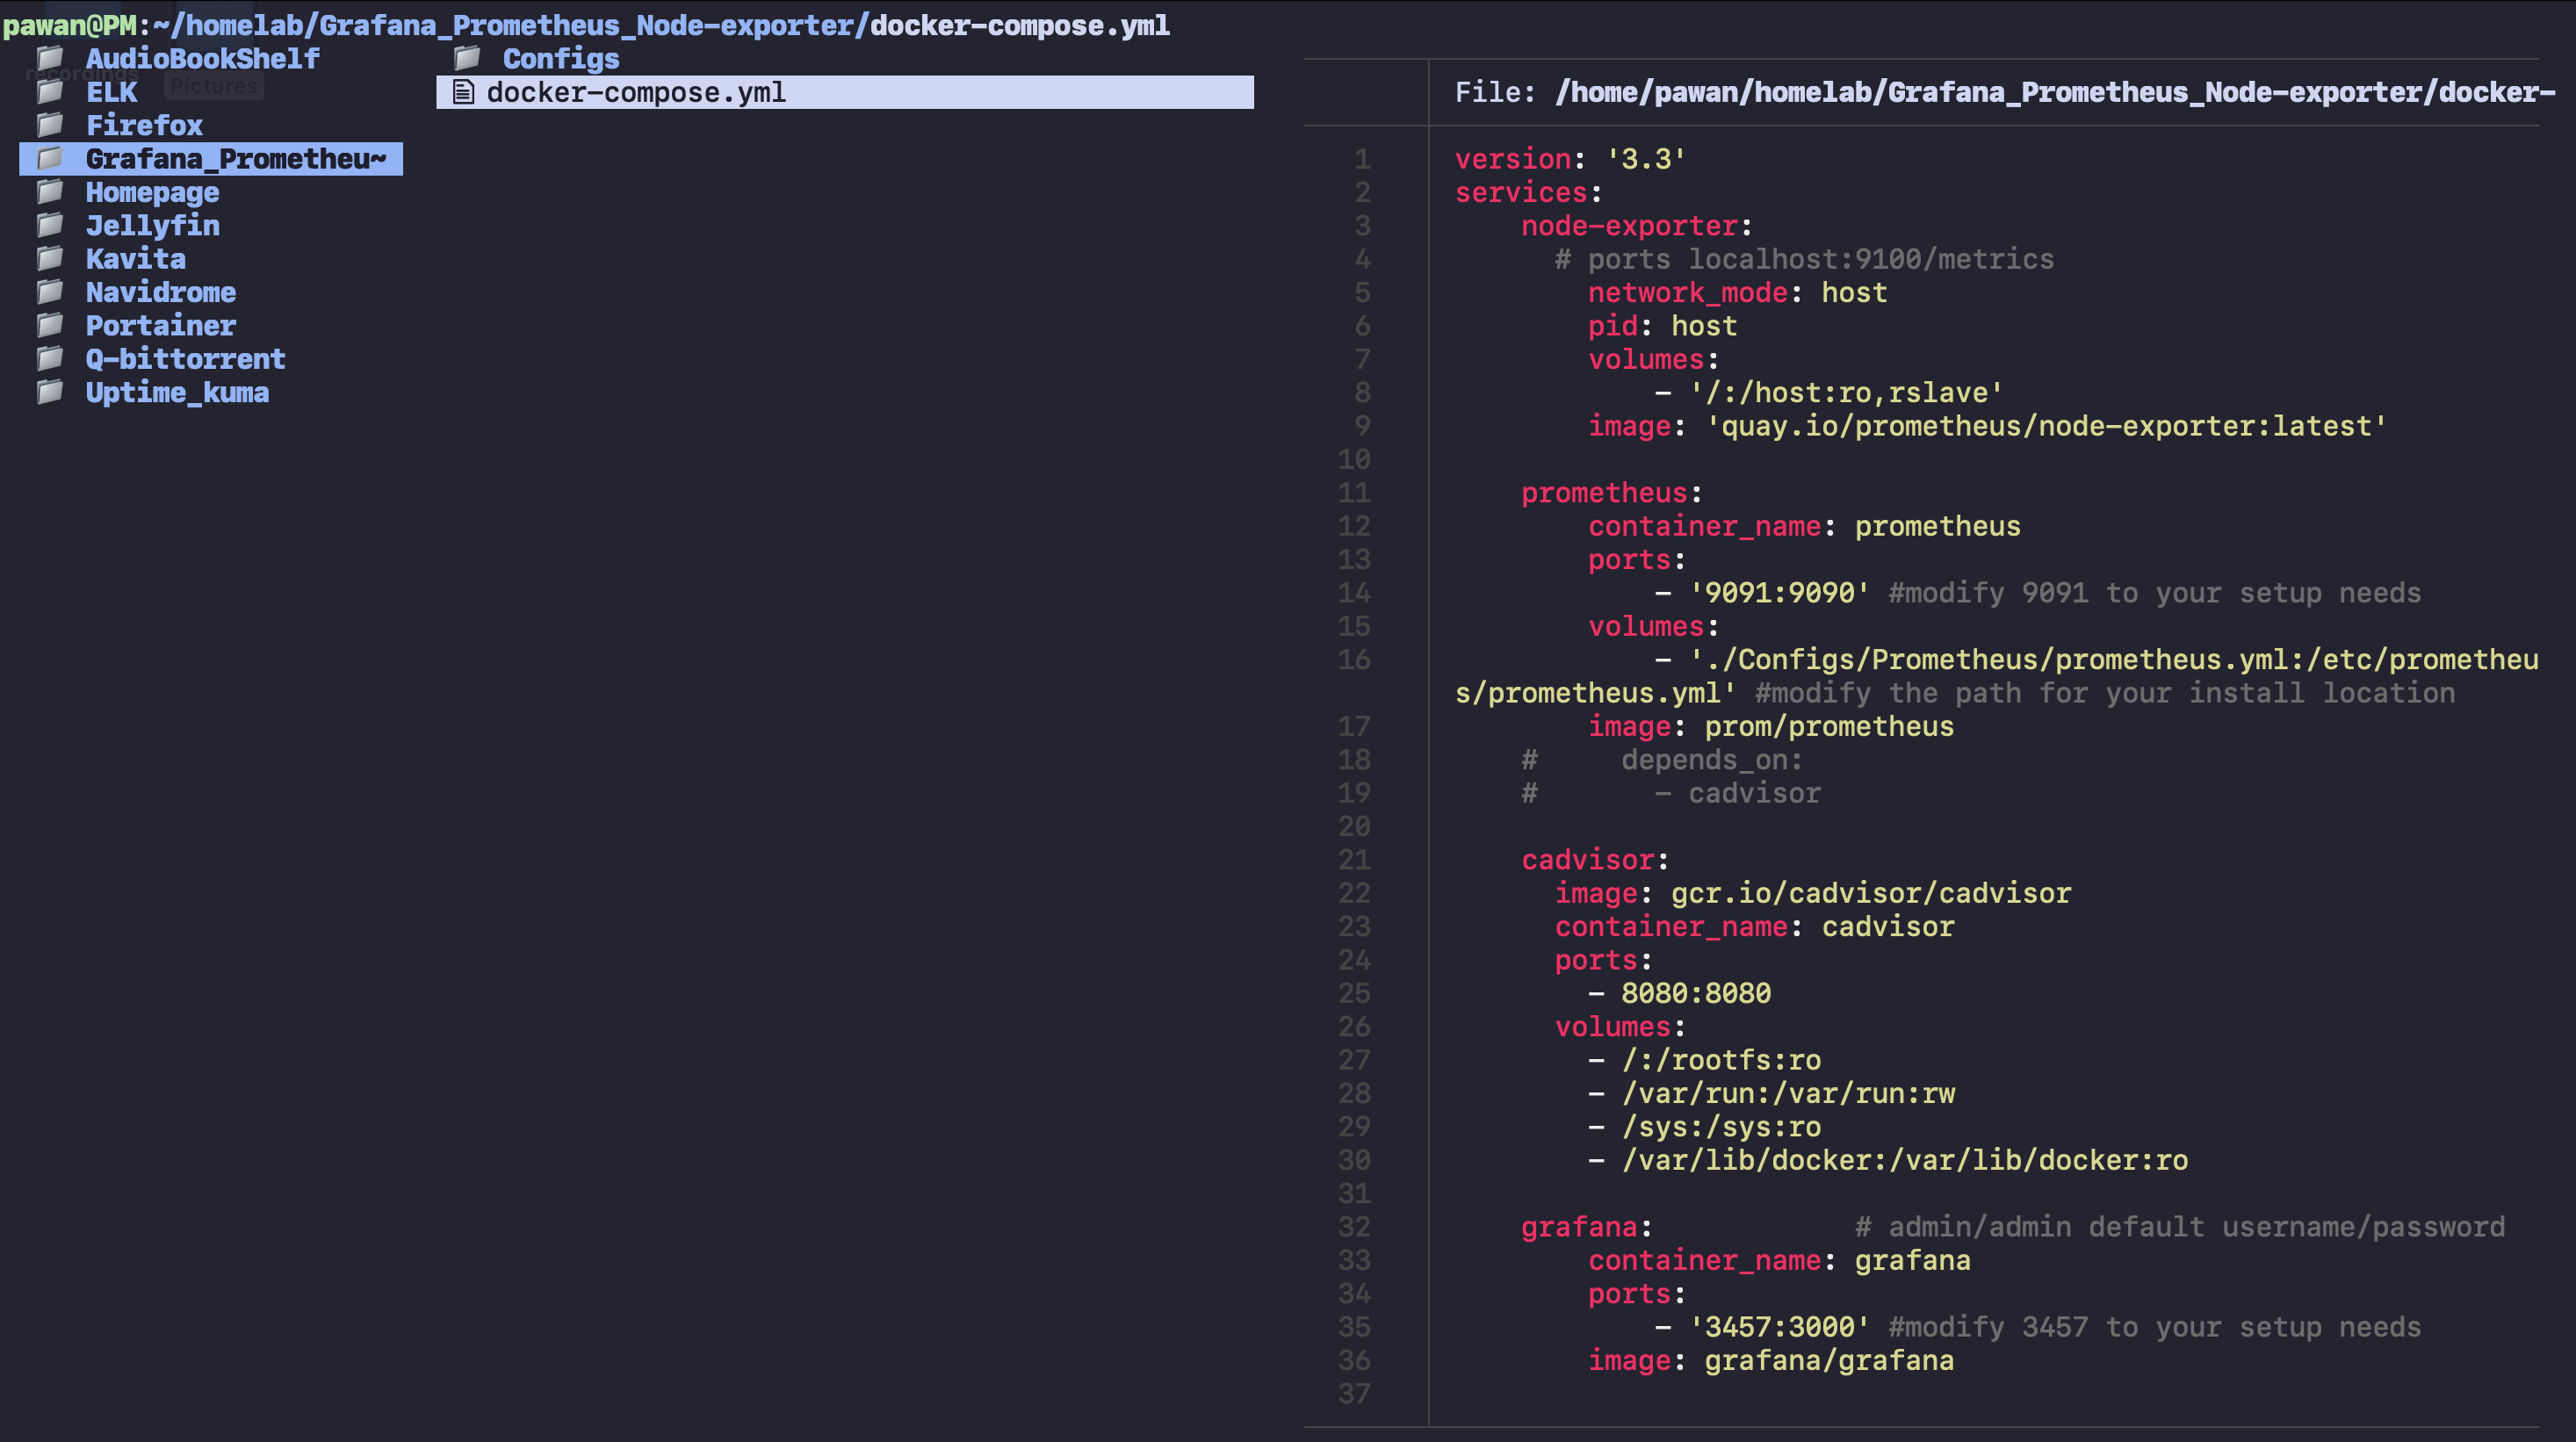 pawan@PM:~/homelab/Grafana_Prometheus_Node-exporter/docker-compose.yml
AudioBookShelf
recordings
Pictures
ELK
Firefox
Grafana_Prometheu~
Homepage
Jellyfin
Kavita
Navidrome
Portainer
Q-bittorrent
Uptime_kuma
Configs
docker-compose.yml
File: /home/pawan/homelab/Grafana_Prometheus_Node-exporter/docker-
1 version: '3.3'
2 services:
3     node-exporter:
4       # ports localhost:9100/metrics
5         network_mode: host
6         pid: host
7         volumes:
8             - '/:/host:ro,rslave'
9         image: 'quay.io/prometheus/node-exporter:latest'
10
11     prometheus:
12         container_name: prometheus
13         ports:
14             - '9091:9090' #modify 9091 to your setup needs
15         volumes:
16             - './Configs/Prometheus/prometheus.yml:/etc/prometheu
s/prometheus.yml' #modify the path for your install location
17         image: prom/prometheus
18     #     depends_on:
19     #       - cadvisor
20
21     cadvisor:
22       image: gcr.io/cadvisor/cadvisor
23       container_name: cadvisor
24       ports:
25         - 8080:8080
26       volumes:
27         - /:/rootfs:ro
28         - /var/run:/var/run:rw
29         - /sys:/sys:ro
30         - /var/lib/docker:/var/lib/docker:ro
31
32     grafana:            # admin/admin default username/password
33         container_name: grafana
34         ports:
35             - '3457:3000' #modify 3457 to your setup needs
36         image: grafana/grafana
37